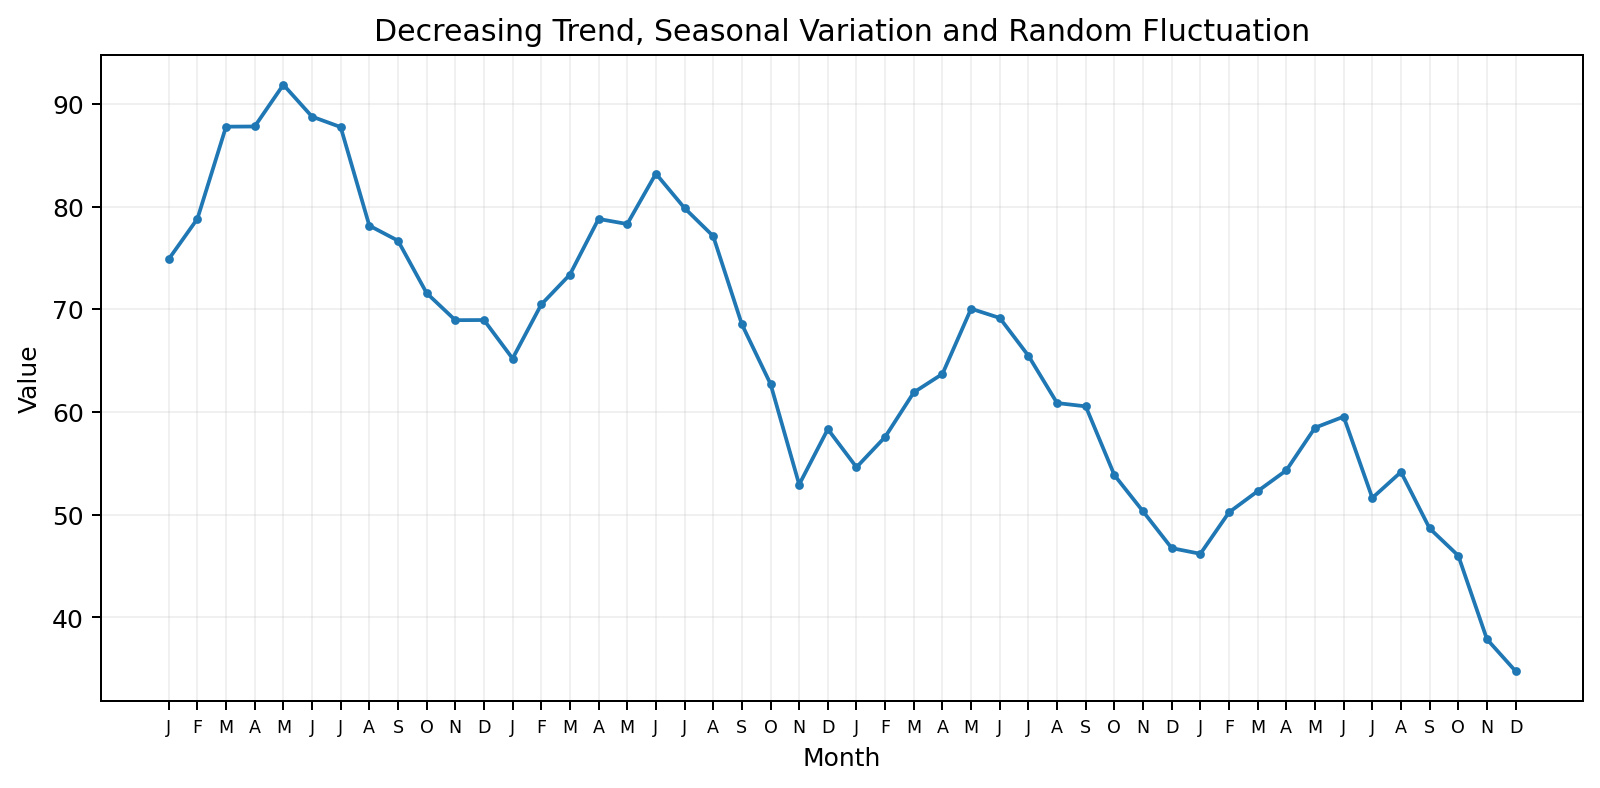 Decreasing Trend, Seasonal Variation and Random Fluctuation
Value
90
80
70
60
50
40
J F M A M J J A S O N D J F M A M J J A S O N D J F M A M J J A S O N D J F M A M J J A S O N D
Month